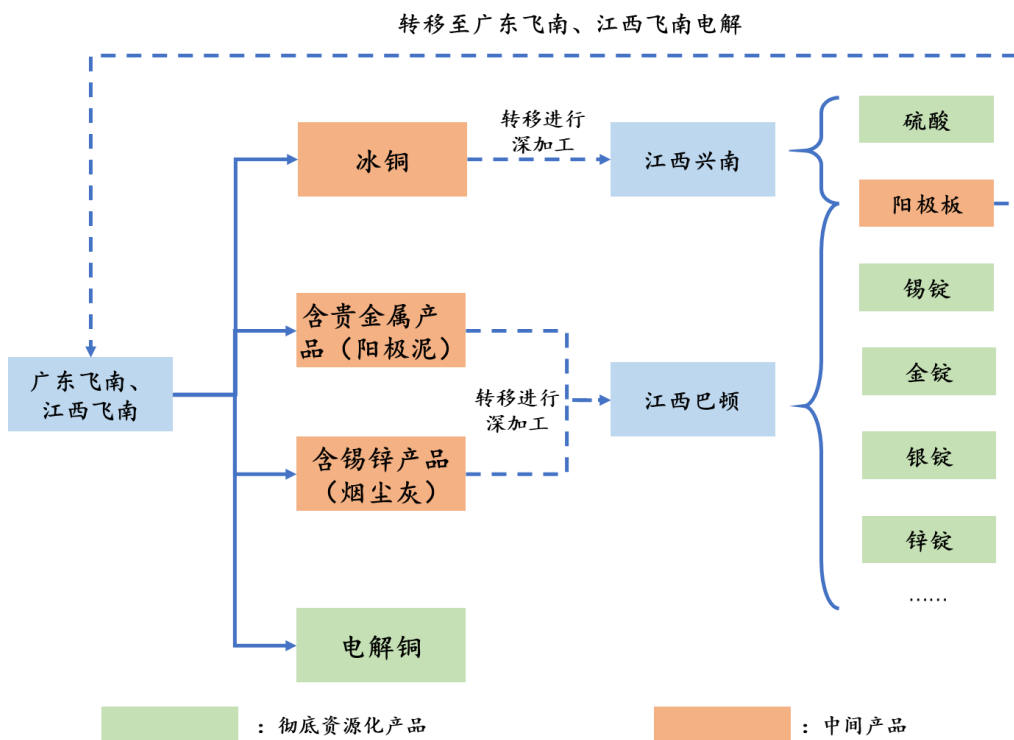 转移至广东飞南、江西飞南电解
冰铜
转移进行
深加工
江西兴南
硫酸
阳极板
锡锭
含贵金属产
品（阳极泥）
广东飞南、
江西飞南
转移进行
深加工
江西巴顿
金锭
含锡锌产品
（烟尘灰）
银锭
锌锭
……
电解铜
：彻底资源化产品
：中间产品